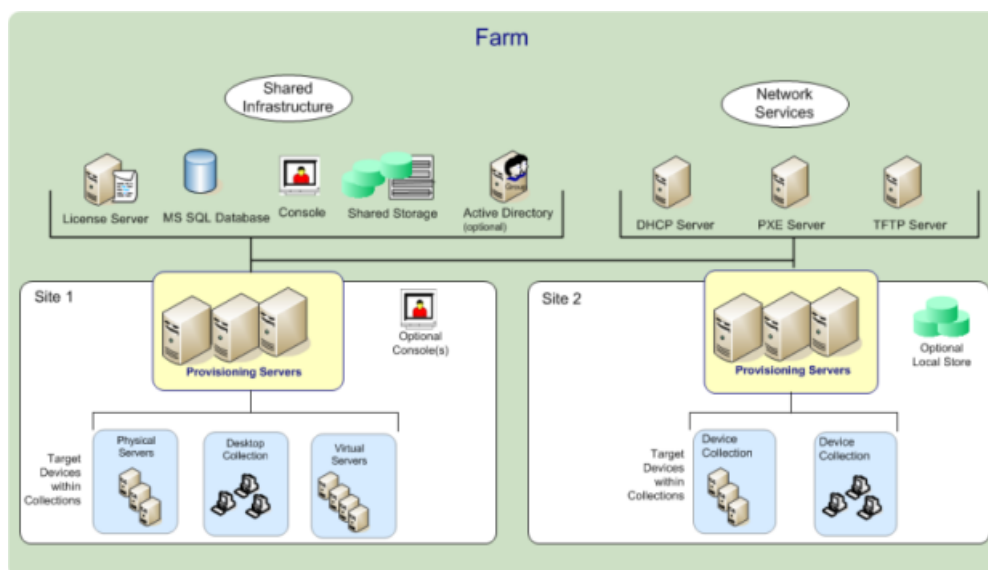 Farm
Shared
Infrastructure
Network
Services
License Server
MS SQL Database
Console
Shared Storage
Group
Active Directory
(optional)
DHCP Server
PXE Server
TFTP Server
Site 1
Provisioning Servers
Optional
Console(s)
Target
Devices
within
Collections
Physical
Servers
Desktop
Collection
Virtual
Servers
Site 2
Provisioning Servers
Optional
Local Store
Target
Devices
within
Collections
Device
Collection
Device
Collection